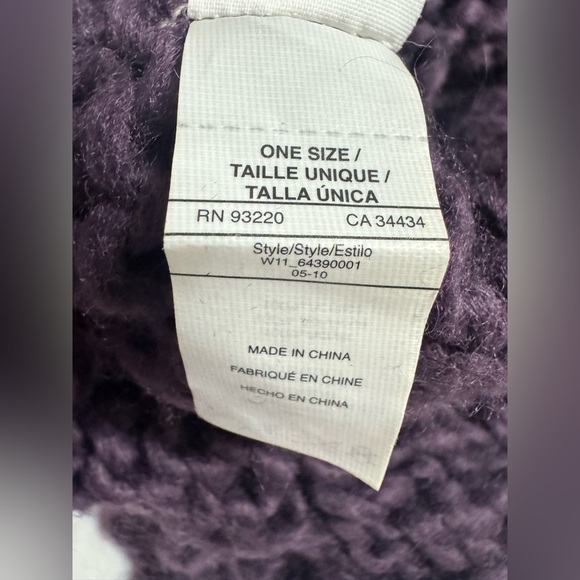 ONE SIZE /
TAILLE UNIQUE /
TALLA ÚNICA
RN 93220 CA 34434
Style/Style/Estilo
W11_64390001
05-10
MADE IN CHINA
FABRIQUÉ EN CHINE
HECHO EN CHINA